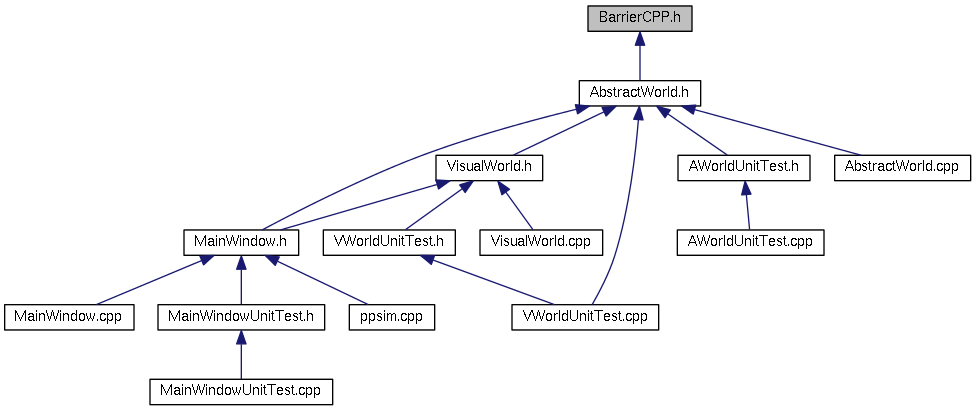 BarrierCPP.h
AbstractWorld.h
VisualWorld.h
AWorldUnitTest.h
AbstractWorld.cpp
MainWindow.h
VWorldUnitTest.h
VisualWorld.cpp
AWorldUnitTest.cpp
MainWindow.cpp
MainWindowUnitTest.h
ppsim.cpp
VWorldUnitTest.cpp
MainWindowUnitTest.cpp